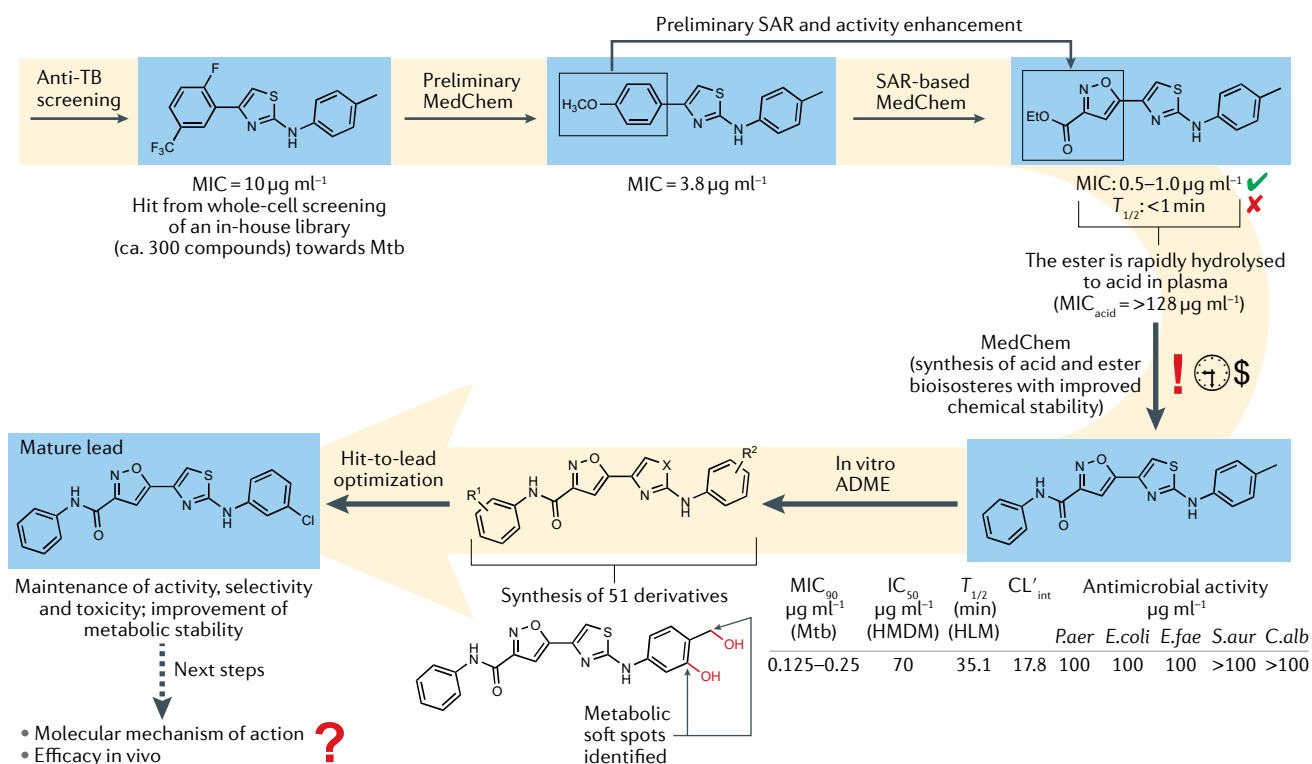 Preliminary SAR and activity enhancement
Anti-TB
screening
F
F₃C
N
S
N
H
Preliminary
MedChem
H₃CO
N
S
N
H
SAR-based
MedChem
EtO
O
N
O
N
S
N
H
MIC = 10 µg ml⁻¹
Hit from whole-cell screening
of an in-house library
(ca. 300 compounds) towards Mtb
MIC = 3.8 µg ml⁻¹
MIC: 0.5–1.0 µg ml⁻¹ ✔
T₁/₂: <1 min ✘
The ester is rapidly hydrolysed
to acid in plasma
(MICacid = >128 µg ml⁻¹)
MedChem
(synthesis of acid and ester
bioisosteres with improved
chemical stability)
! $
Mature lead
H
N
O
N
O
N
S
N
H
Cl
Hit-to-lead
optimization
R¹
H
N
O
N
O
N
X
N
H
R²
In vitro
ADME
H
N
O
N
O
N
S
N
H
Maintenance of activity, selectivity
and toxicity; improvement of
metabolic stability
Next steps
• Molecular mechanism of action
• Efficacy in vivo
?
Synthesis of 51 derivatives
H
N
O
N
O
N
S
N
H
OH
OH
Metabolic
soft spots
identified
MIC₉₀
µg ml⁻¹
(Mtb)
IC₅₀
µg ml⁻¹
(HMDM)
T₁/₂
(min)
(HLM)
CL′int
Antimicrobial activity
µg ml⁻¹
P.aer E.coli E.fae S.aur C.alb
0.125–0.25 70 35.1 17.8 100 100 100 >100 >100